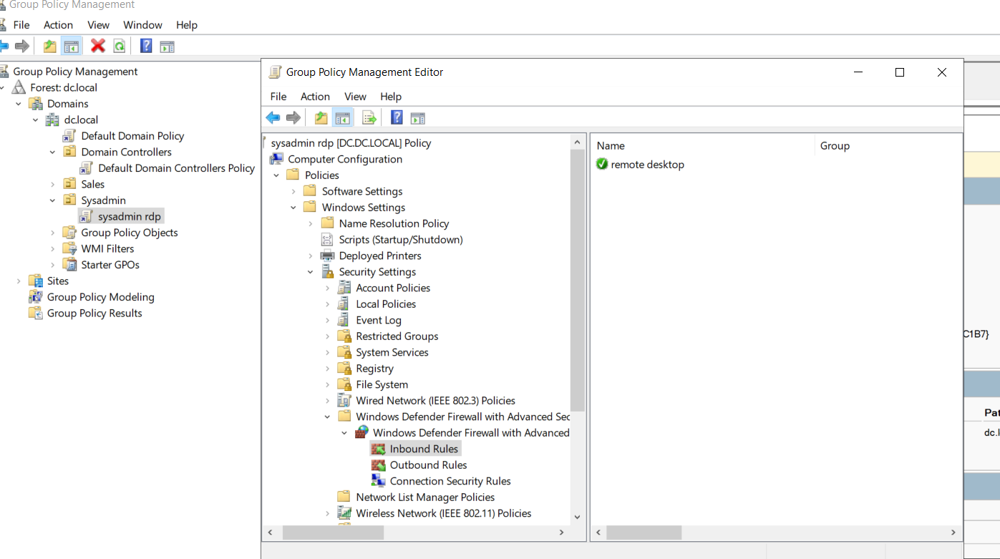 Group Policy Management
File Action View Window Help
Group Policy Management
Forest: dc.local
Domains
dc.local
Default Domain Policy
Domain Controllers
Default Domain Controllers Policy
Sales
Sysadmin
sysadmin rdp
Group Policy Objects
WMI Filters
Starter GPOs
Sites
Group Policy Modeling
Group Policy Results
Group Policy Management Editor
File Action View Help
sysadmin rdp [DC.DC.LOCAL] Policy
Computer Configuration
Policies
Software Settings
Windows Settings
Name Resolution Policy
Scripts (Startup/Shutdown)
Deployed Printers
Security Settings
Account Policies
Local Policies
Event Log
Restricted Groups
System Services
Registry
File System
Wired Network (IEEE 802.3) Policies
Windows Defender Firewall with Advanced Sec
Windows Defender Firewall with Advanced
Inbound Rules
Outbound Rules
Connection Security Rules
Network List Manager Policies
Wireless Network (IEEE 802.11) Policies
Name Group
remote desktop
C1B7}
Pat
dc.l